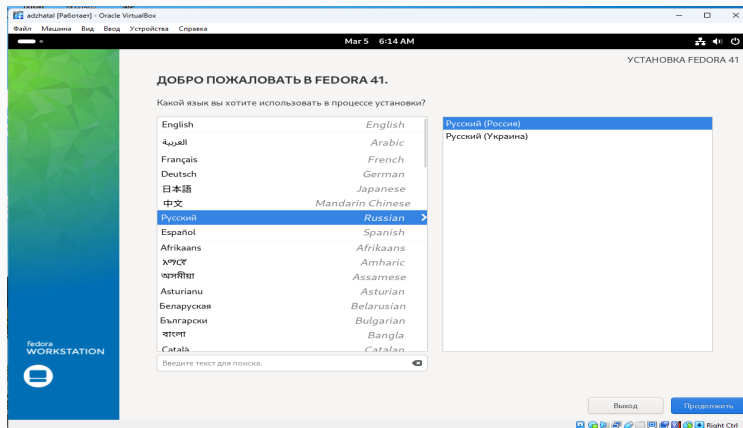 adzhatal [Работает] - Oracle VirtualBox
Файл Машина Вид Ввод Устройства Справка
Mar 5 6:14 AM
УСТАНОВКА FEDORA 41
ДОБРО ПОЖАЛОВАТЬ В FEDORA 41.
Какой язык вы хотите использовать в процессе установки?
English English
العربية Arabic
Français French
Deutsch German
日本語 Japanese
中文 Mandarin Chinese
Русский Russian
Español Spanish
Afrikaans Afrikaans
አማርኛ Amharic
অসমীয়া Assamese
Asturianu Asturian
Беларуская Belarusian
Български Bulgarian
বাংলা Bangla
Català Catalan
Русский (Россия)
Русский (Украина)
Введите текст для поиска.
fedora
WORKSTATION
Выход Продолжить
Right Ctrl